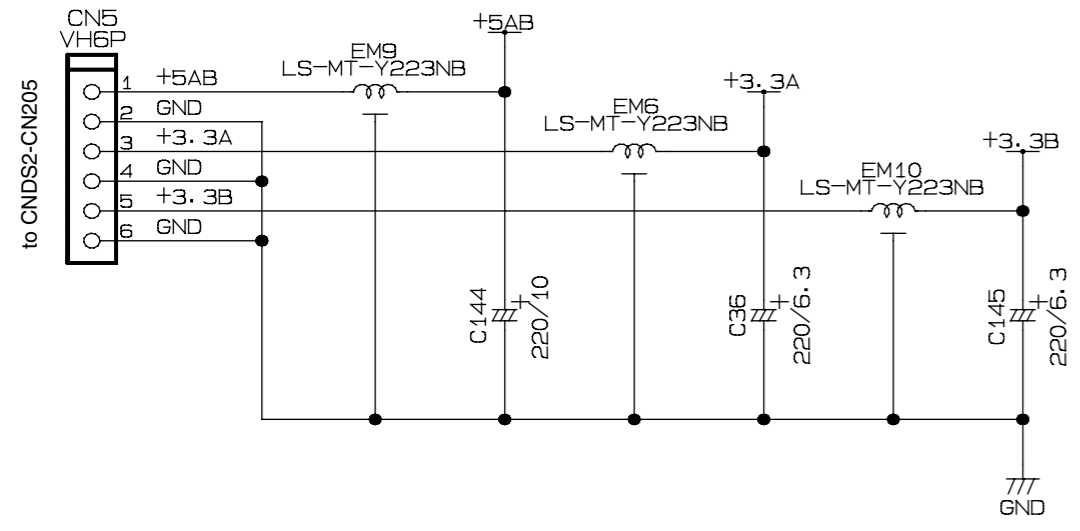 CN5
VH6P
to CNDS2-CN205
1 +5AB
2 GND
3 +3.3A
4 GND
5 +3.3B
6 GND
EM9
LS-MT-Y223NB
+5AB
EM6
LS-MT-Y223NB
+3.3A
EM10
LS-MT-Y223NB
+3.3B
C144
+
220/10
C36
+
220/6.3
C145
+
220/6.3
GND